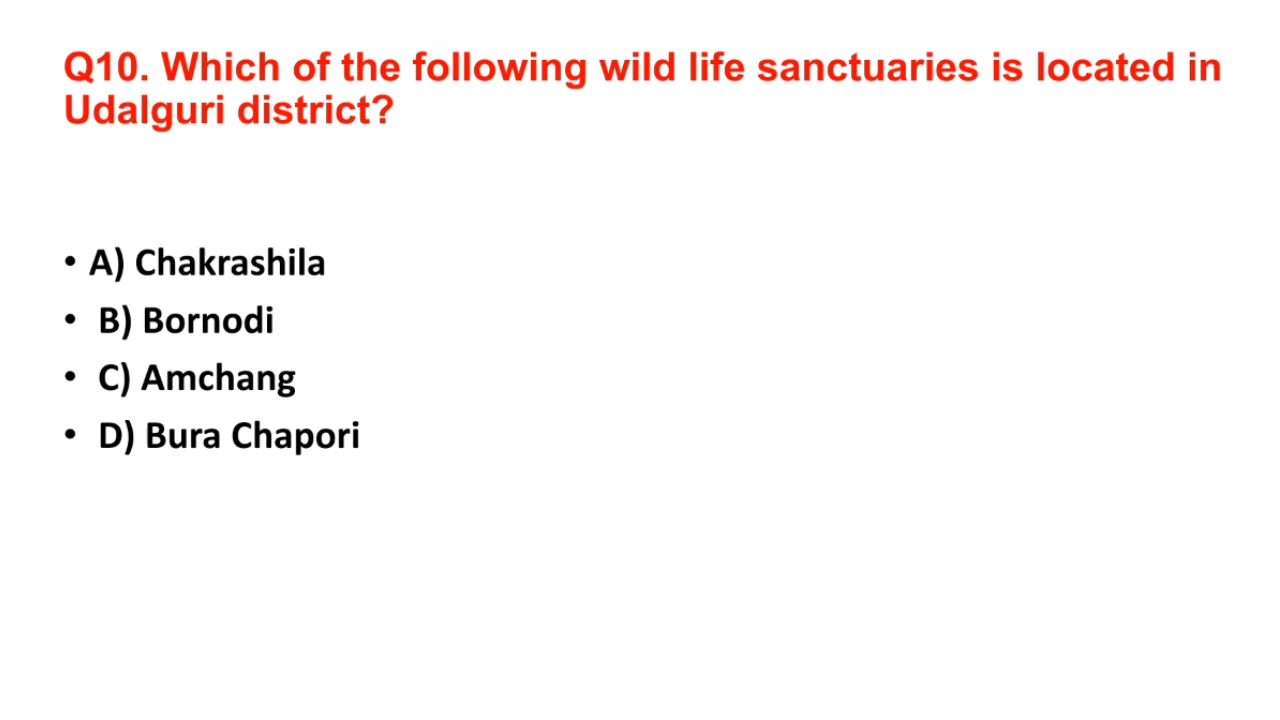 Q10. Which of the following wild life sanctuaries is located in
Udalguri district?
• A) Chakrashila
• B) Bornodi
• C) Amchang
• D) Bura Chapori